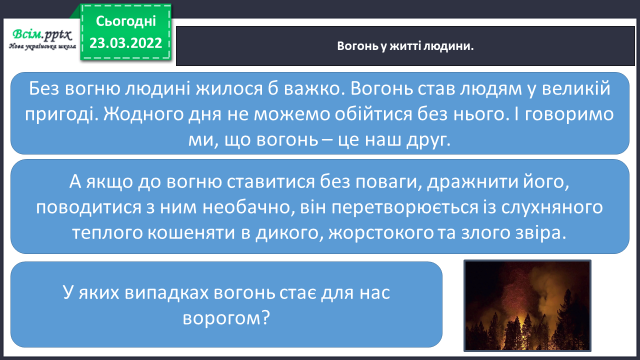 Всім.pptx
Нова українська школа
Сьогодні
23.03.2022
Вогонь у житті людини.
Без вогню людині жилося б важко. Вогонь став людям у великій
пригоді. Жодного дня не можемо обійтися без нього. І говоримо
ми, що вогонь – це наш друг.
А якщо до вогню ставитися без поваги, дражнити його,
поводитися з ним необачно, він перетворюється із слухняного
теплого кошеняти в дикого, жорстокого та злого звіра.
У яких випадках вогонь стає для нас
ворогом?